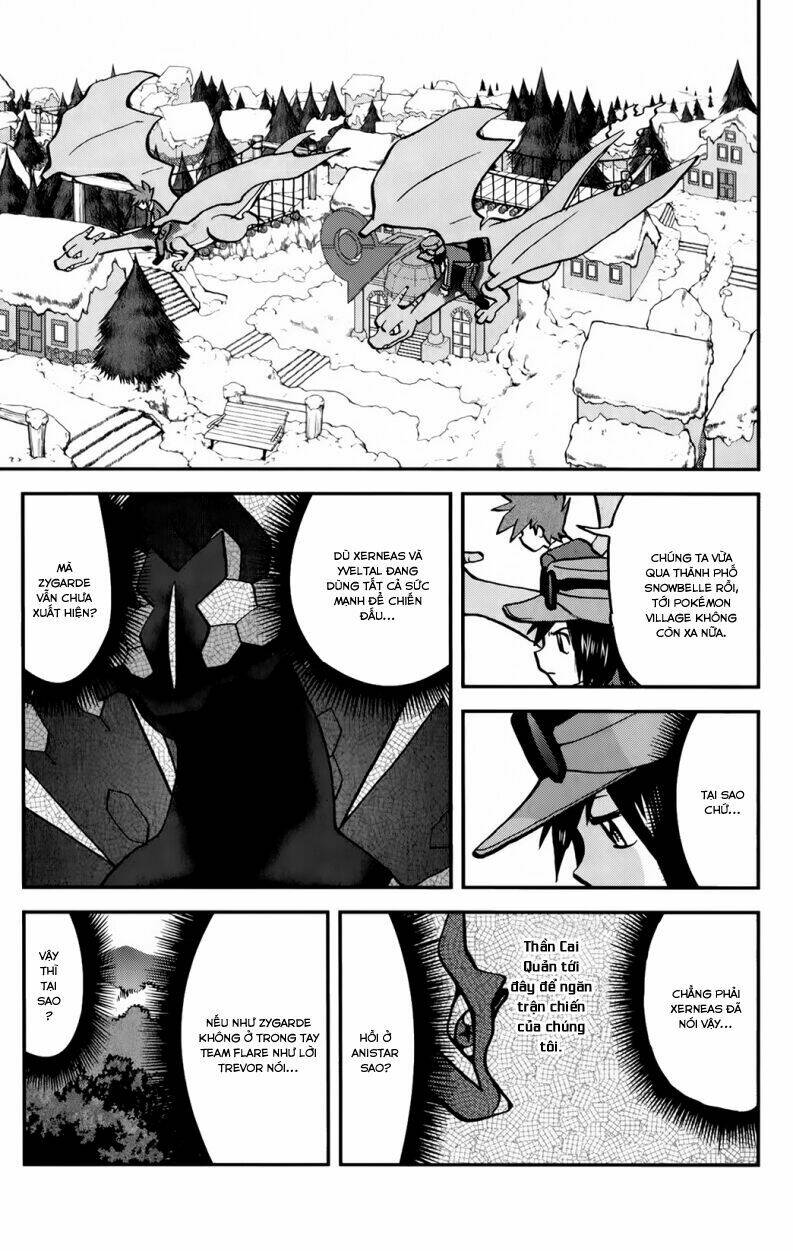 CHÚNG TA VỪA
QUA THÀNH PHỐ
SNOWBELLE RỒI,
TỚI POKÉMON
VILLAGE KHÔNG
CÒN XA NỮA.
TẠI SAO
CHỨ...
DÙ XERNEAS VÀ
YVELTAL ĐANG
DÙNG TẤT CẢ SỨC
MẠNH ĐỂ CHIẾN
ĐẤU...
MÀ
ZYGARDE
VẪN CHƯA
XUẤT HIỆN?
CHẲNG PHẢI
XERNEAS ĐÃ
NÓI VẬY...
Thần Cai
Quản tới
đây để ngăn
trận chiến
của chúng
tôi.
HỒI Ở
ANISTAR
SAO?
NẾU NHƯ ZYGARDE
KHÔNG Ở TRONG TAY
TEAM FLARE NHƯ LỜI
TREVOR NÓI...
VẬY
THÌ
TẠI
SAO
?